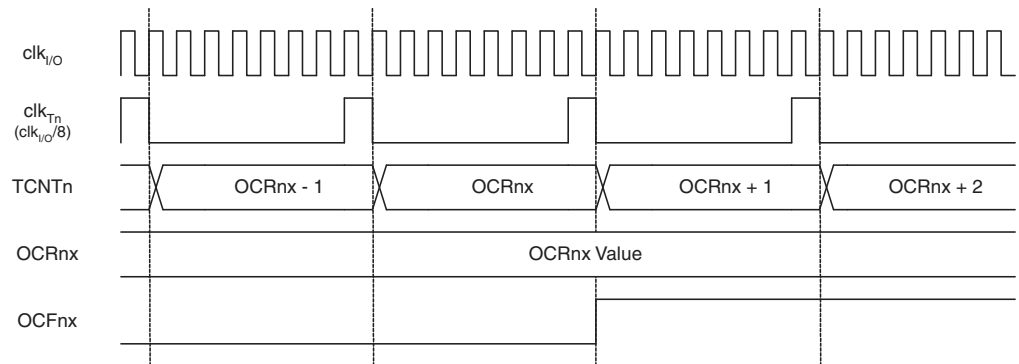 clkI/O
clkTn
(clkI/O/8)
TCNTn
OCRnx - 1
OCRnx
OCRnx + 1
OCRnx + 2
OCRnx
OCRnx Value
OCFnx